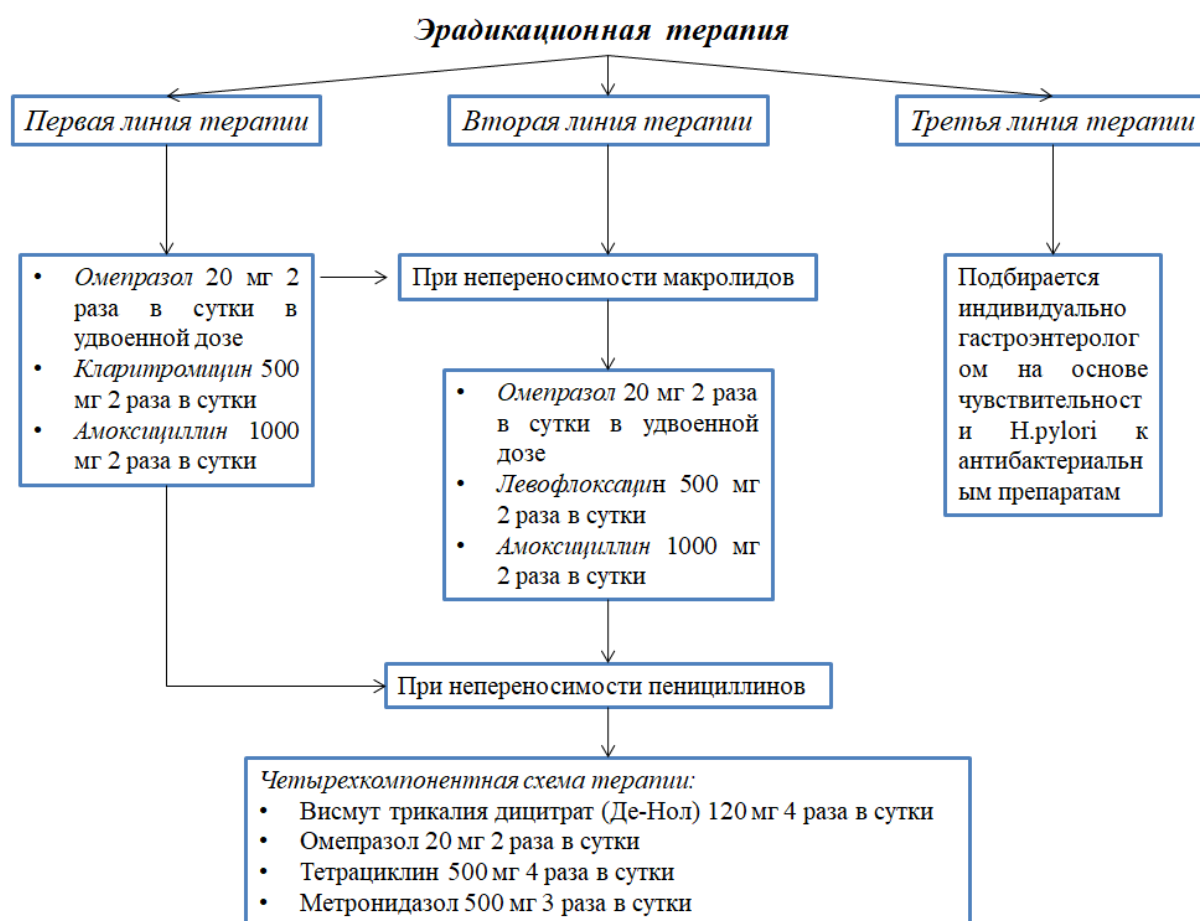 Эрадикационная терапия
Первая линия терапии
Вторая линия терапии
Третья линия терапии
• Омепразол 20 мг 2
раза в сутки в
удвоенной дозе
• Кларитромицин 500
мг 2 раза в сутки
• Амоксициллин 1000
мг 2 раза в сутки
При непереносимости макролидов
• Омепразол 20 мг 2 раза
в сутки в удвоенной
дозе
• Левофлоксацин 500 мг
2 раза в сутки
• Амоксициллин 1000 мг
2 раза в сутки
Подбирается
индивидуально
гастроэнтеролог
ом на основе
чувствительност
и H.pylori к
антибактериальн
ым препаратам
При непереносимости пенициллинов
Четырехкомпонентная схема терапии:
• Висмут трикалия дицитрат (Де-Нол) 120 мг 4 раза в сутки
• Омепразол 20 мг 2 раза в сутки
• Тетрациклин 500 мг 4 раза в сутки
• Метронидазол 500 мг 3 раза в сутки